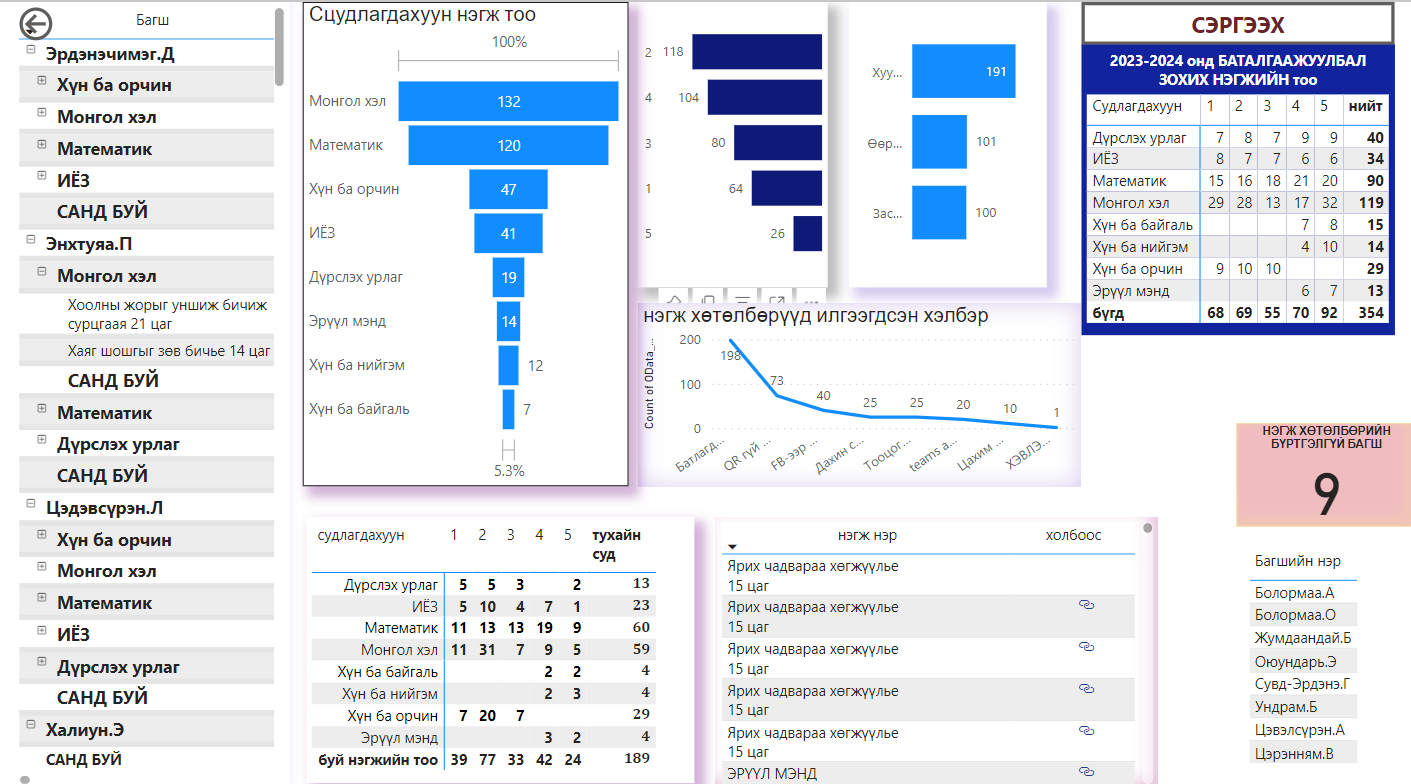 Багш
Эрдэнэчимэг.Д
Хүн ба орчин
Монгол хэл
Математик
ИЁЗ
САНД БУЙ
Энхтуяа.П
Монгол хэл
Хоолны жорыг уншиж бичиж
сурцгаая 21 цаг
Хаяг шошгыг зөв бичье 14 цаг
САНД БУЙ
Математик
Дүрслэх урлаг
САНД БУЙ
Цэдэвсүрэн.Л
Хүн ба орчин
Монгол хэл
Математик
ИЁЗ
Дүрслэх урлаг
САНД БУЙ
Халиун.Э
САНД БУЙ
Сцудлагдахуун нэгж тоо
100%
Монгол хэл 132
Математик 120
Хүн ба орчин 47
ИЁЗ 41
Дүрслэх урлаг 19
Эрүүл мэнд 14
Хүн ба нийгэм 12
Хүн ба байгаль 7
5.3%
2 118
4 104
3 80
1 64
5 26
Хуу... 191
Өөр... 101
Зас... 100
СЭРГЭЭХ
2023-2024 онд БАТАЛГААЖУУЛБАЛ
ЗОХИХ НЭГЖИЙН тоо
Судлагдахуун 1 2 3 4 5 нийт
Дүрслэх урлаг 7 8 7 9 9 40
ИЁЗ 8 7 7 6 6 34
Математик 15 16 18 21 20 90
Монгол хэл 29 28 13 17 32 119
Хүн ба байгаль 7 8 15
Хүн ба нийгэм 4 10 14
Хүн ба орчин 9 10 10 29
Эрүүл мэнд 6 7 13
бүгд 68 69 55 70 92 354
нэгж хөтөлбөрүүд илгээгдсэн хэлбэр
Count of OData_...
200
100
0
198 73 40 25 25 20 10 1
Батлагд... QR гүй ... FB-ээр ... Дахин с... Тооцог... teams а... Цахим ... ХЭВЛЭ...
НЭГЖ ХӨТӨЛБӨРИЙН
БҮРТГЭЛГҮЙ БАГШ
9
судлагдахуун 1 2 3 4 5 тухайн
суд
Дүрслэх урлаг 5 5 3 2 13
ИЁЗ 5 10 4 7 1 23
Математик 11 13 13 19 9 60
Монгол хэл 11 31 7 9 5 59
Хүн ба байгаль 2 2 4
Хүн ба нийгэм 2 3 4
Хүн ба орчин 7 20 7 29
Эрүүл мэнд 3 2 4
буй нэгжийн тоо 39 77 33 42 24 189
нэгж нэр холбоос
Ярих чадвараа хөгжүүлье
15 цаг
Ярих чадвараа хөгжүүлье
15 цаг
Ярих чадвараа хөгжүүлье
15 цаг
Ярих чадвараа хөгжүүлье
15 цаг
Ярих чадвараа хөгжүүлье
15 цаг
ЭРҮҮЛ МЭНД
Багшийн нэр
Болормаа.А
Болормаа.О
Жумдаандай.Б
Оюундарь.Э
Сувд-Эрдэнэ.Г
Ундрам.Б
Цэвэлсүрэн.А
Цэрэнням.В